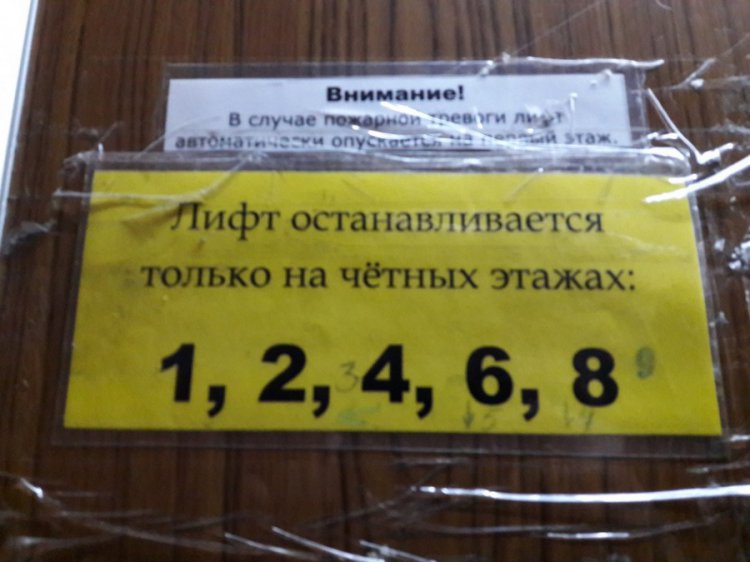 Внимание!
В случае пожарной тревоги лифт
автоматически опускается на первый этаж.
Лифт останавливается
только на чётных этажах:
1, 2, 3 4, 6, 8 9